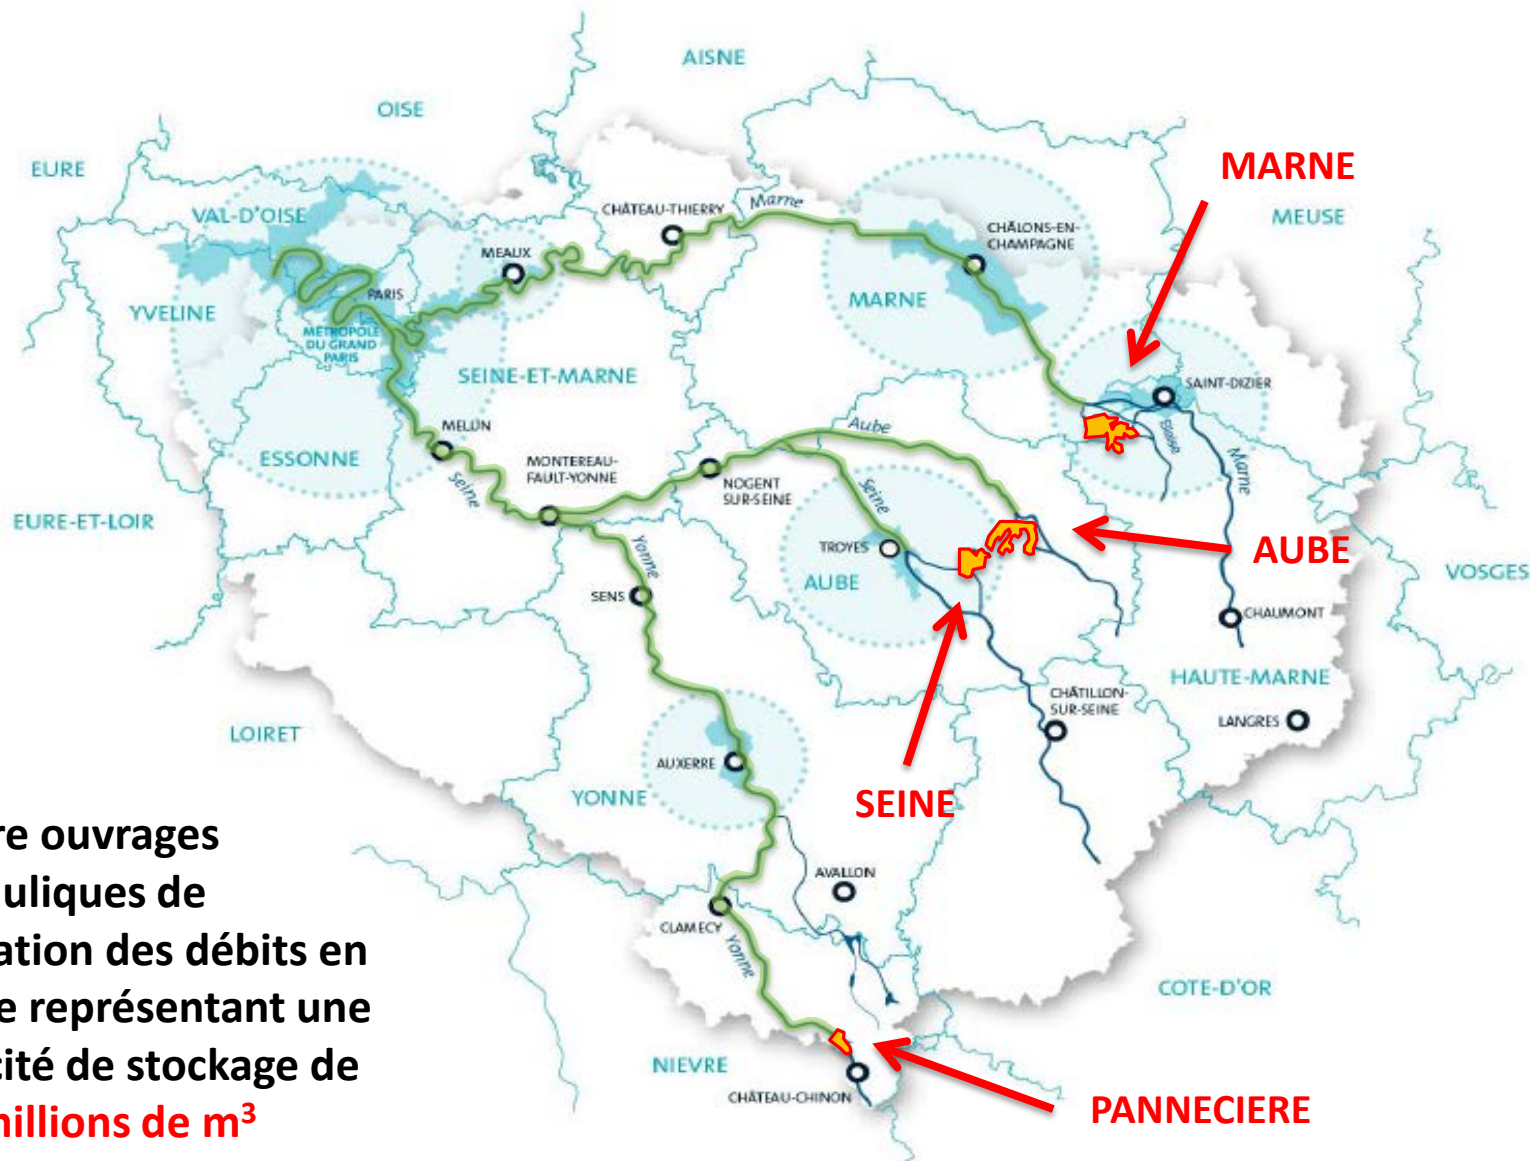 AISNE
OISE
EURE
MARNE
MEUSE
VAL-D'OISE
CHÂTEAU-THIERRY
Marne
CHÂLONS-EN-
CHAMPAGNE
MEAUX
PARIS
YVELINE
MARNE
MÉTROPOLE
DU GRAND
PARIS
SEINE-ET-MARNE
SAINT-DIZIER
Blaise
Marne
MELUN
Aube
ESSONNE
Seine
MONTEREAU-
FAULT-YONNE
NOGENT
SUR-SEINE
Seine
EURE-ET-LOIR
TROYES
AUBE
AUBE
VOSGES
Yonne
SENS
CHAUMONT
HAUTE-MARNE
CHÂTILLON-
SUR-SEINE
LANGRES
LOIRET
AUXERRE
YONNE
SEINE
re ouvrages
auliques de
ation des débits en
e représentant une
cité de stockage de
millions de m³
AVALLON
CLAMECY
Yonne
COTE-D'OR
NIEVRE
CHÂTEAU-CHINON
PANNECIERE